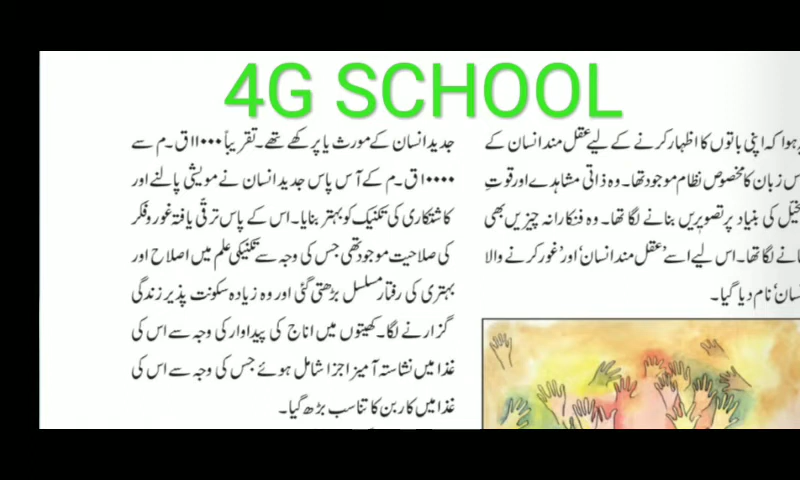 4G SCHOOL
ہوا کہ اپنی باتوں کا اظہار کرنے کے لیے عقل مند انسان کے
س زبان کا مخصوص نظام موجود تھا۔ وہ ذاتی مشاہدے اور قوتِ
کی بنیاد پر تصویریں بنانے لگا تھا۔ وہ فنکارانہ چیزیں بھی
نے لگا تھا۔ اس لیے اسے ’عقل مند انسان‘ اور ’غور کرنے والا
سان‘ نام دیا گیا۔
جدید انسان کے مورث یا پرکھے تھے۔ تقریباً ۱۱۰۰۰ ق۔م سے
۱۰۰۰۰ ق۔م کے آس پاس جدید انسان نے مویشی پالنے اور
کاشتکاری کی تکنیک کو بہتر بنایا۔ اس کے پاس ترقی یافتہ غور و فکر
کی صلاحیت موجود تھی جس کی وجہ سے تکنیکی علم میں اصلاح اور
بہتری کی رفتار مسلسل بڑھتی گئی اور وہ زیادہ سکونت پذیر زندگی
گزارنے لگا۔ کھیتوں میں اناج کی پیداوار کی وجہ سے اس کی
غذا میں نشاستہ آمیز اجزا شامل ہوئے جس کی وجہ سے اس کی
غذا میں کاربن کا تناسب بڑھ گیا۔